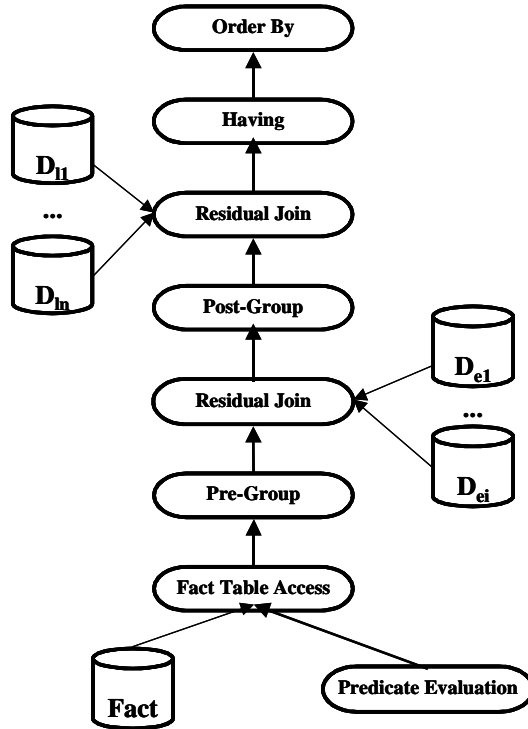 Order By
Having
D_l1
...
Residual Join
D_ln
Post-Group
D_e1
Residual Join
...
D_ei
Pre-Group
Fact Table Access
Fact
Predicate Evaluation